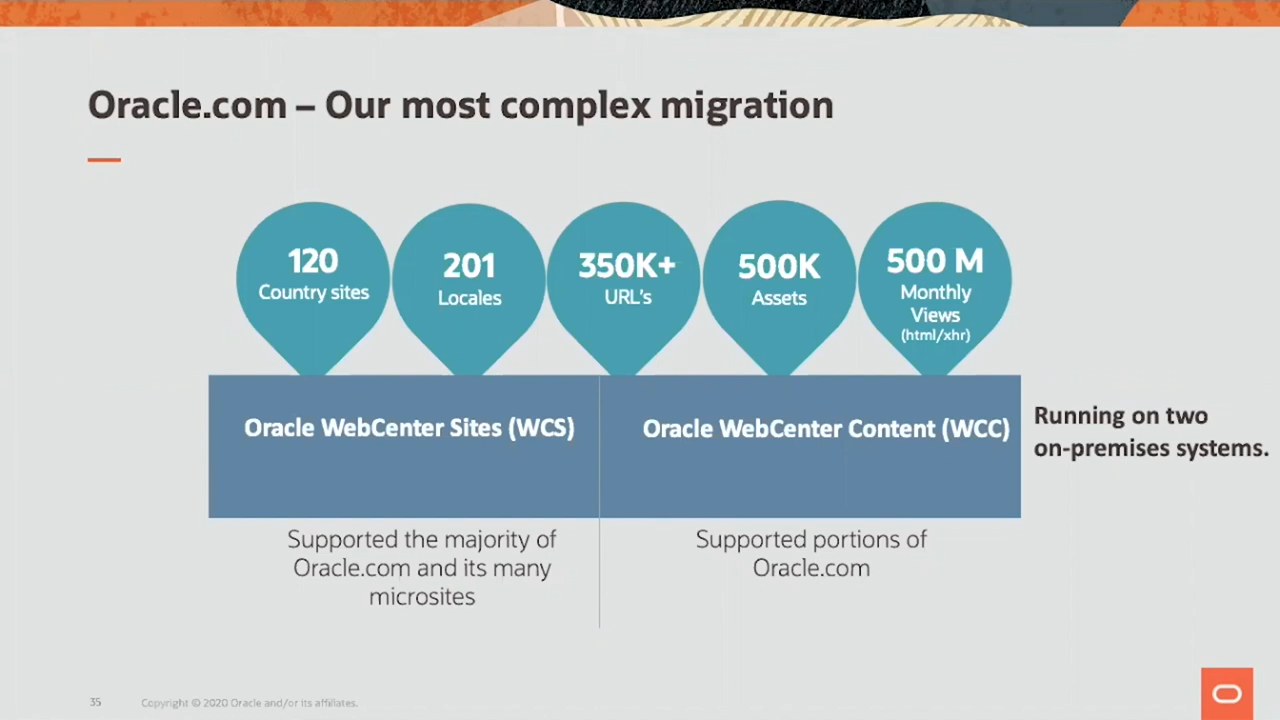 Oracle.com – Our most complex migration
120
Country sites
201
Locales
350K+
URL's
500K
Assets
500 M
Monthly
Views
(html/xhr)
Oracle WebCenter Sites (WCS)
Oracle WebCenter Content (WCC)
Running on two
on-premises systems.
Supported the majority of
Oracle.com and its many
microsites
Supported portions of
Oracle.com
35
Copyright © 2020 Oracle and/or its affiliates.